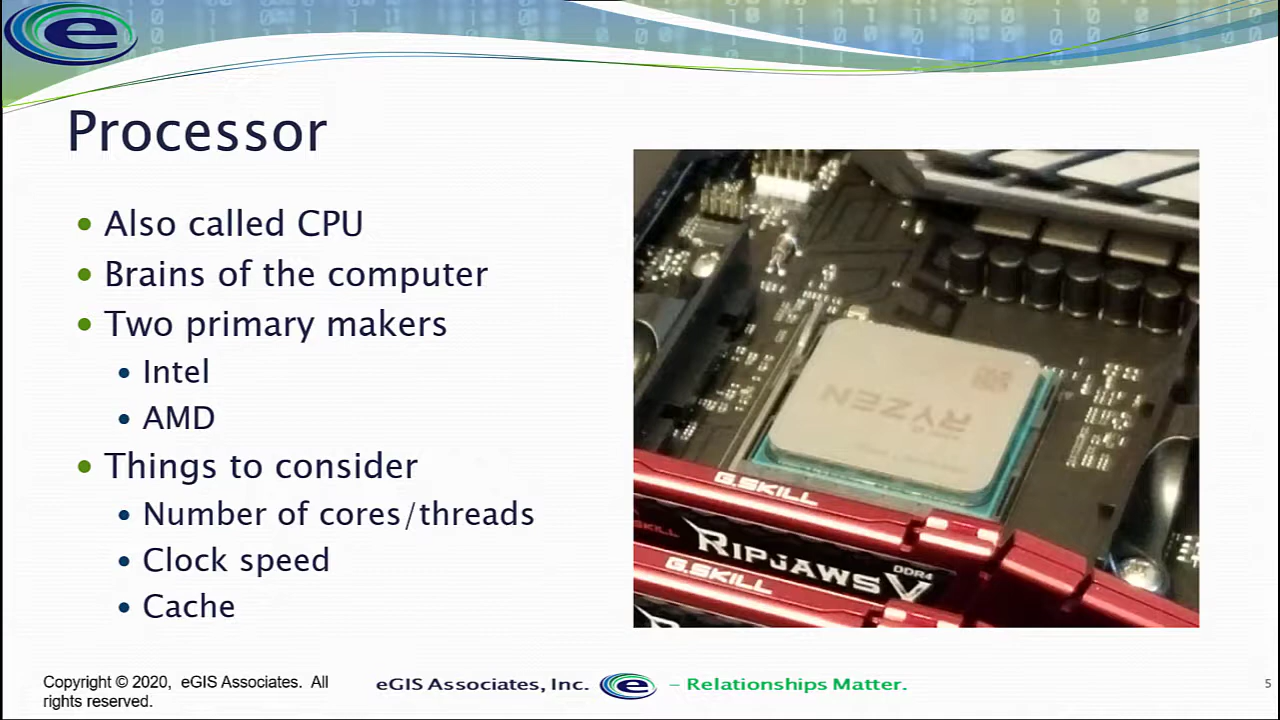 Processor
Also called CPU
Brains of the computer
Two primary makers
Intel
AMD
Things to consider
Number of cores/threads
Clock speed
Cache
RYZEN
G.SKILL
SKILL
RIPJAWS V
DDR4
G.SKILL
Copyright © 2020, eGIS Associates. All
rights reserved.
eGIS Associates, Inc. e – Relationships Matter.
5